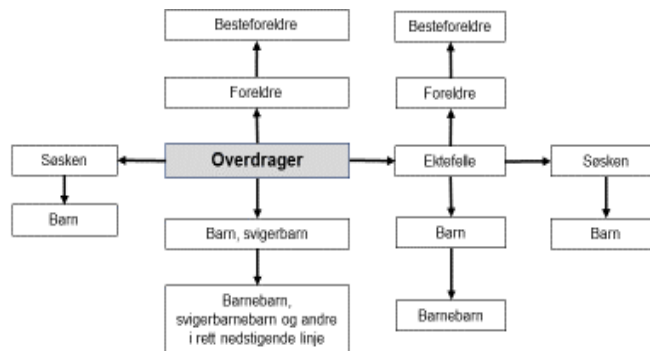 Besteforeldre
Besteforeldre
Foreldre
Foreldre
Søsken
Overdrager
Ektefelle
Søsken
Barn
Barn, svigerbarn
Barn
Barn
Barnebarn,
svigerbarnebarn og andre
i rett nedstigende linje
Barnebarn